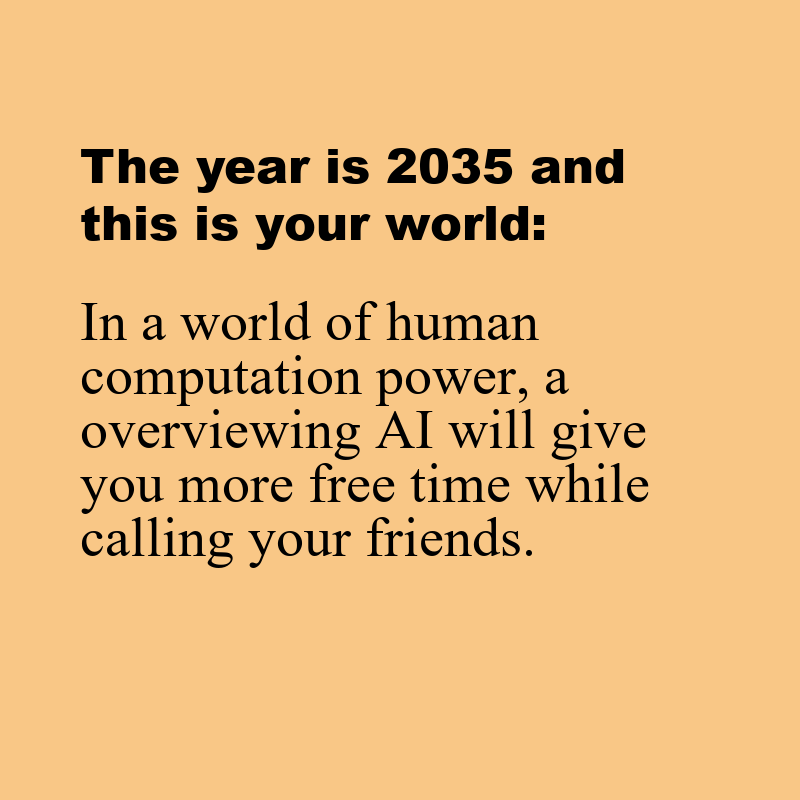 The year is 2035 and
this is your world:
In a world of human
computation power, a
overviewing AI will give
you more free time while
calling your friends.